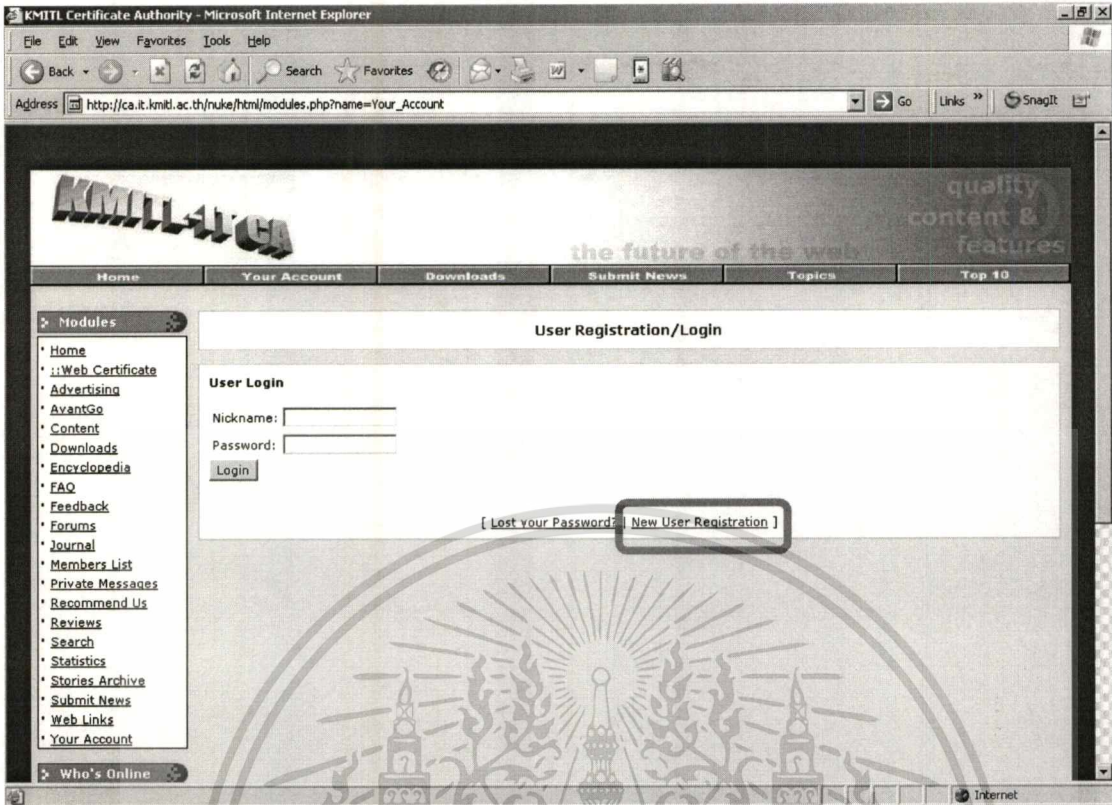 KMITL Certificate Authority - Microsoft Internet Explorer
File Edit View Favorites Tools Help
Back Search Favorites
Address http://ca.it.kmitl.ac.th/nuke/html/modules.php?name=Your_Account Go Links » SnagIt
KMITL-IT CA
quality
content &
features
the future of the web
Home Your Account Downloads Submit News Topics Top 10
Modules
User Registration/Login
Home
::Web Certificate
Advertising
AvantGo
Content
Downloads
Encyclopedia
FAQ
Feedback
Forums
Journal
Members List
Private Messages
Recommend Us
Reviews
Search
Statistics
Stories Archive
Submit News
Web Links
Your Account
User Login
Nickname:
Password:
Login
[ Lost your Password? | New User Registration ]
Who's Online
Internet